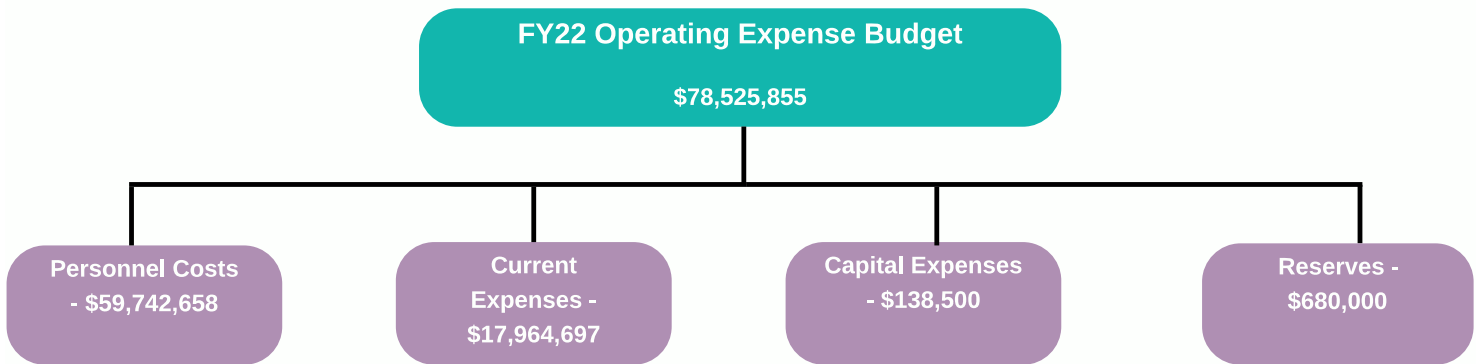 FY22 Operating Expense Budget
$78,525,855
Personnel Costs
- $59,742,658
Current
Expenses -
$17,964,697
Capital Expenses
- $138,500
Reserves -
$680,000